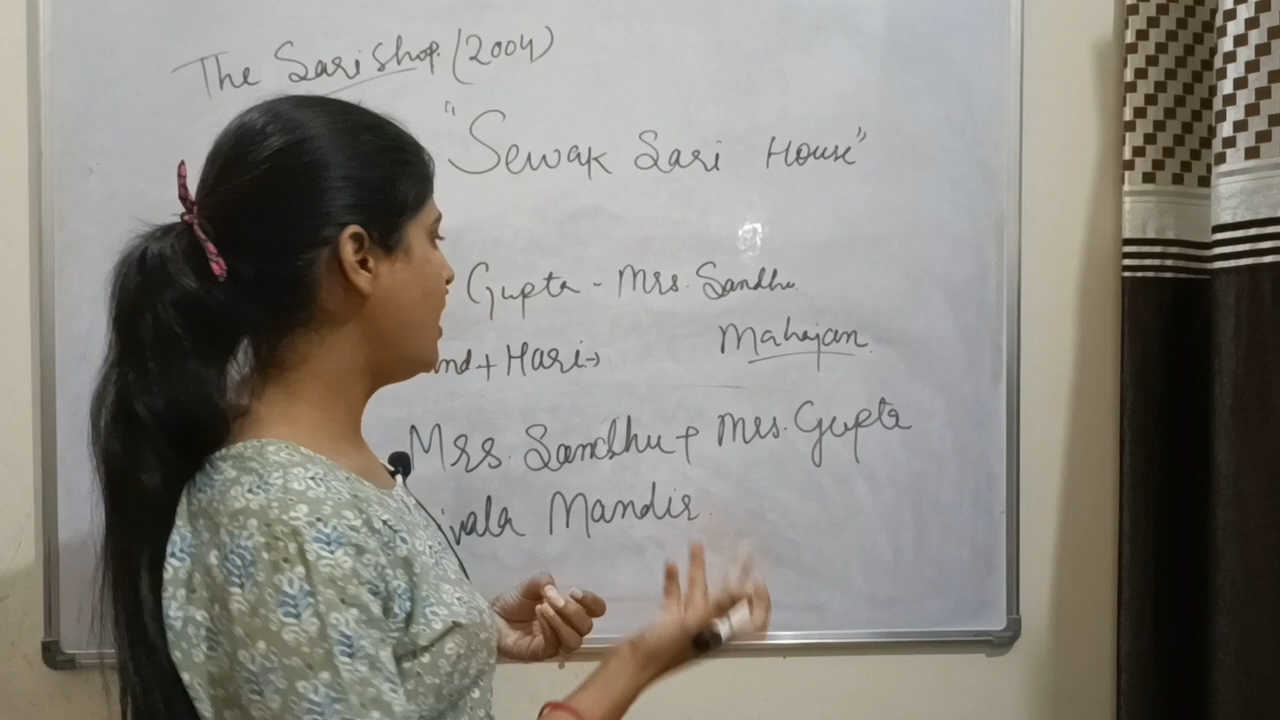 The Sari Shop (2004)
"Sewak Sari House"
Gupta - Mrs. Sandhu
Mahajan
nd + Hari →
Mrs. Sandhu + Mrs. Gupta
vala Mandir.